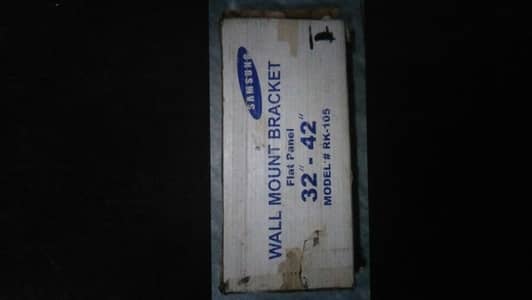 SAMSUNG
WALL MOUNT BRACKET
Flat Panel
32" - 42"
MODEL # RK-105